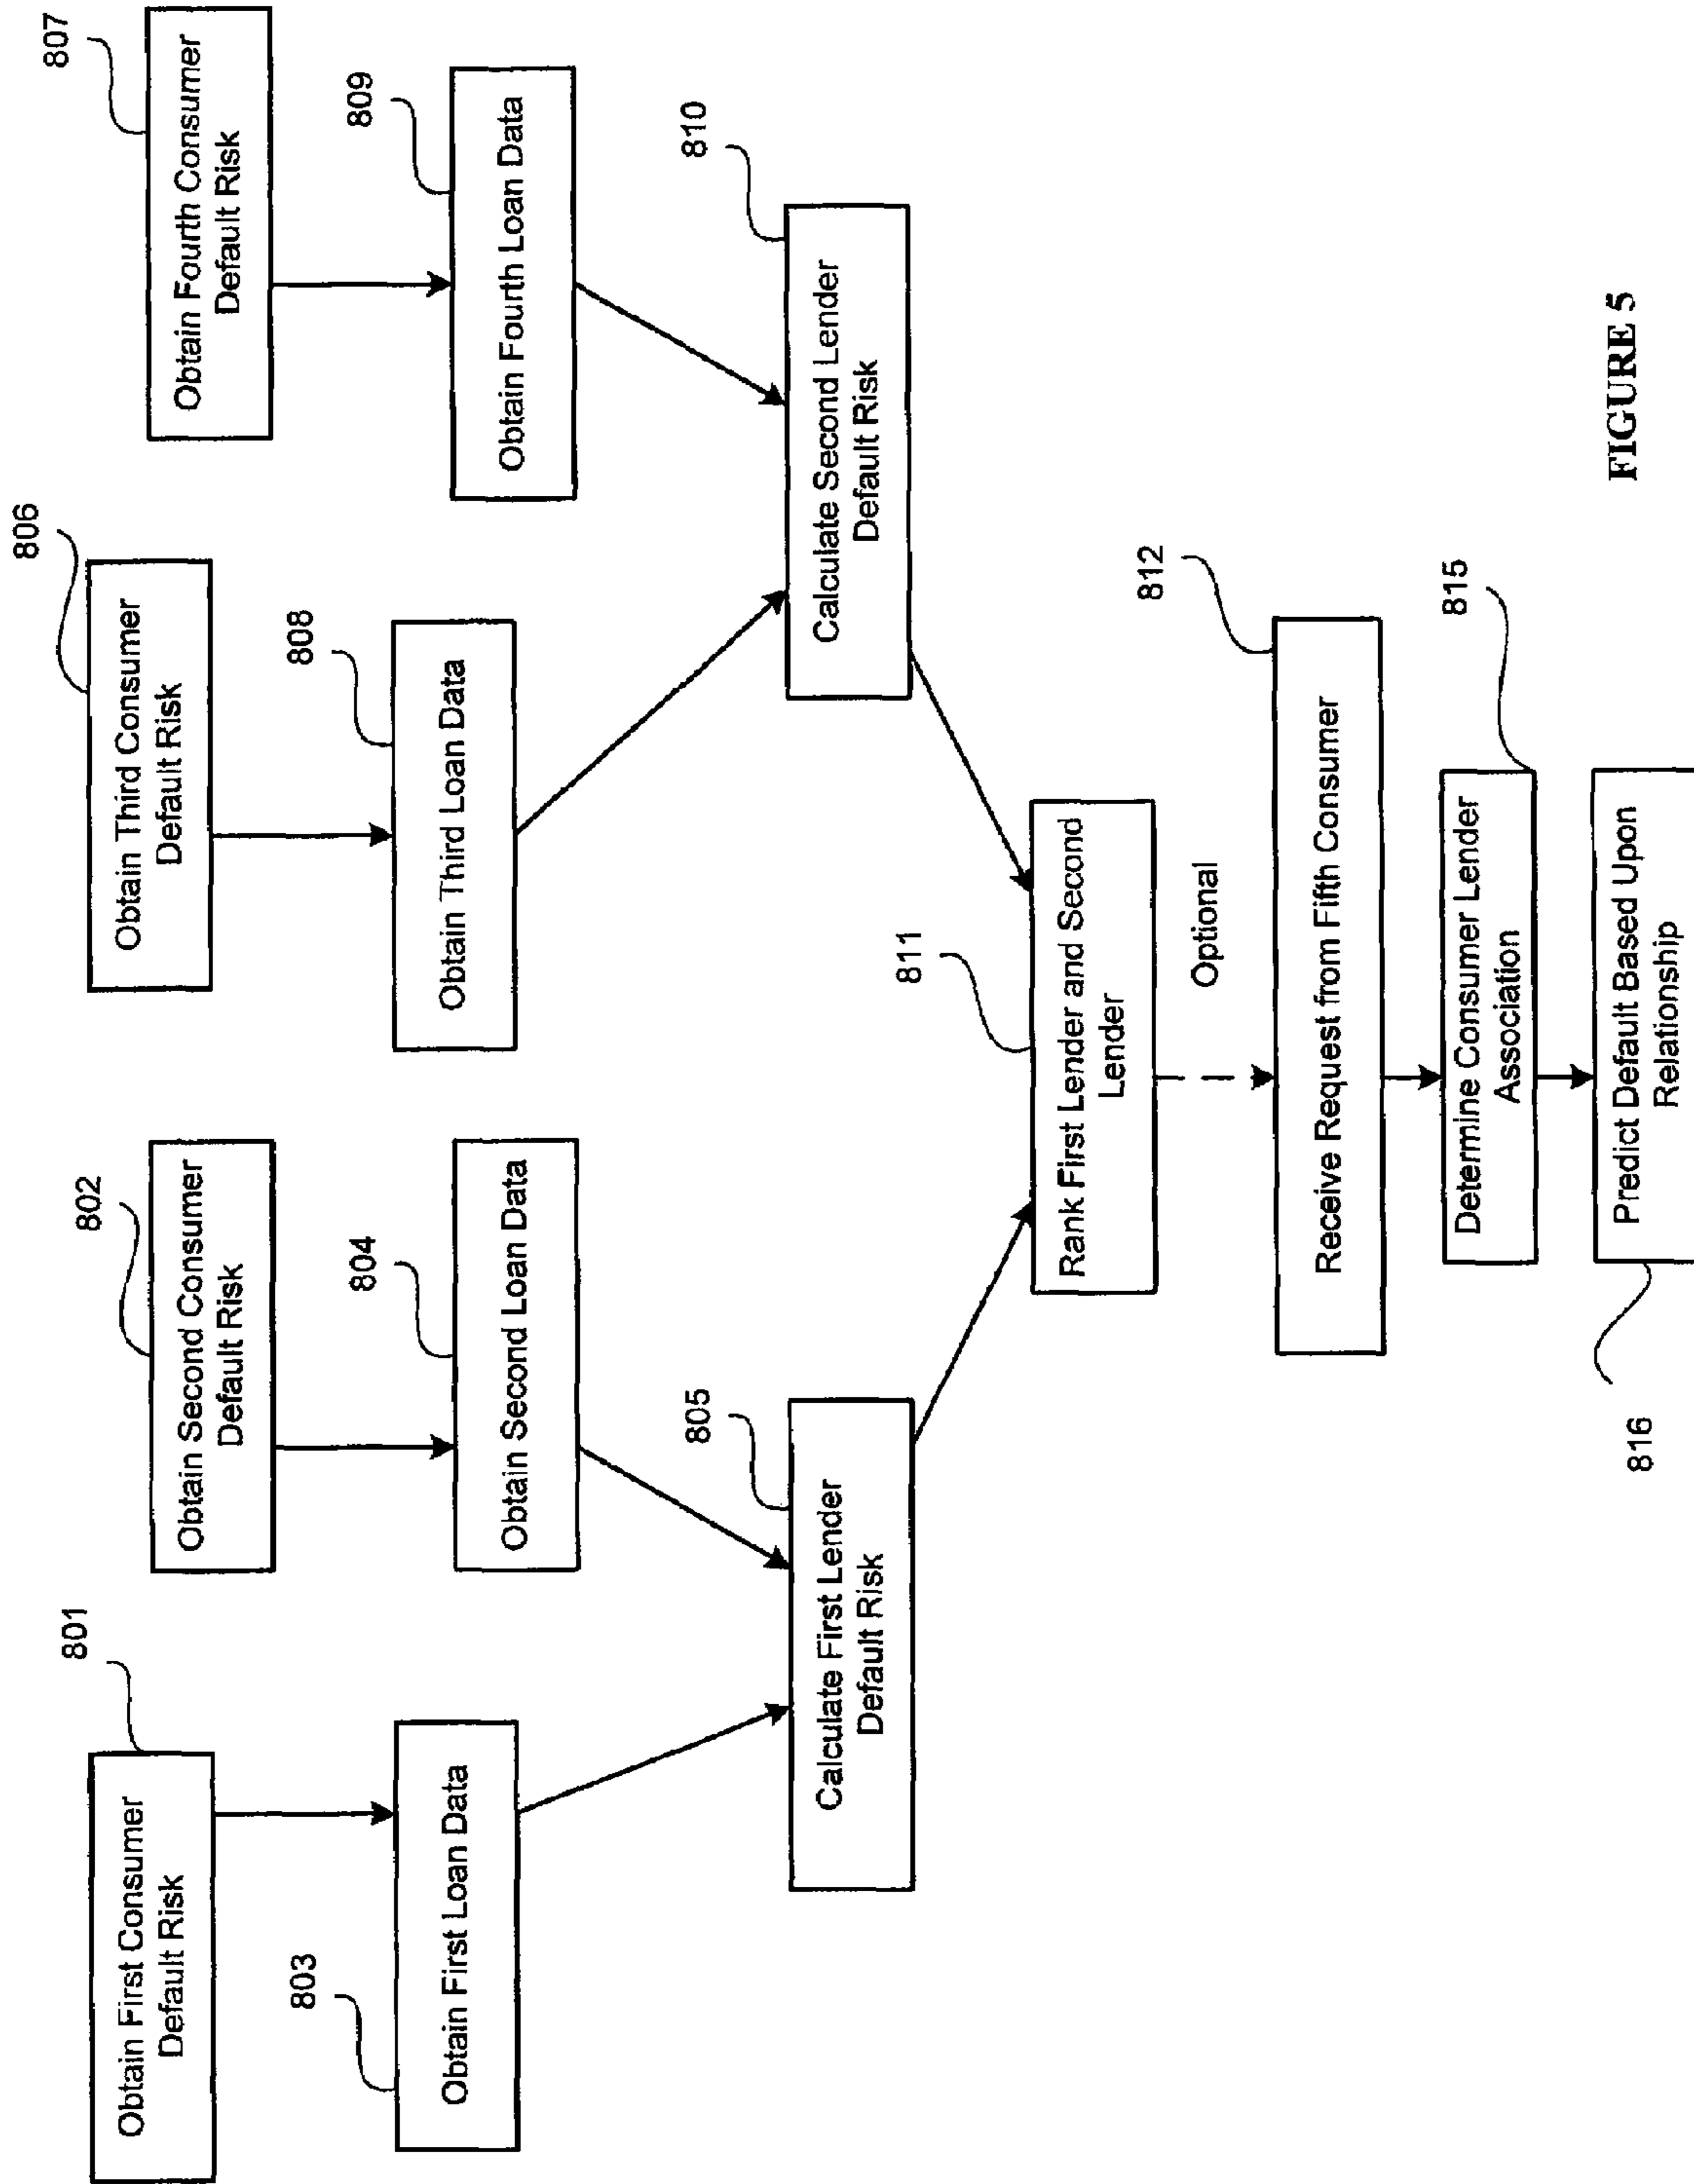 801
Obtain First Consumer
Default Risk
802
Obtain Second Consumer
Default Risk
806
Obtain Third Consumer
Default Risk
807
Obtain Fourth Consumer
Default Risk
803
Obtain First Loan Data
804
Obtain Second Loan Data
808
Obtain Third Loan Data
809
Obtain Fourth Loan Data
805
Calculate First Lender
Default Risk
810
Calculate Second Lender
Default Risk
811
Rank First Lender and Second
Lender
Optional
812
Receive Request from Fifth Consumer
815
Determine Consumer Lender
Association
816
Predict Default Based Upon
Relationship
FIGURE 5